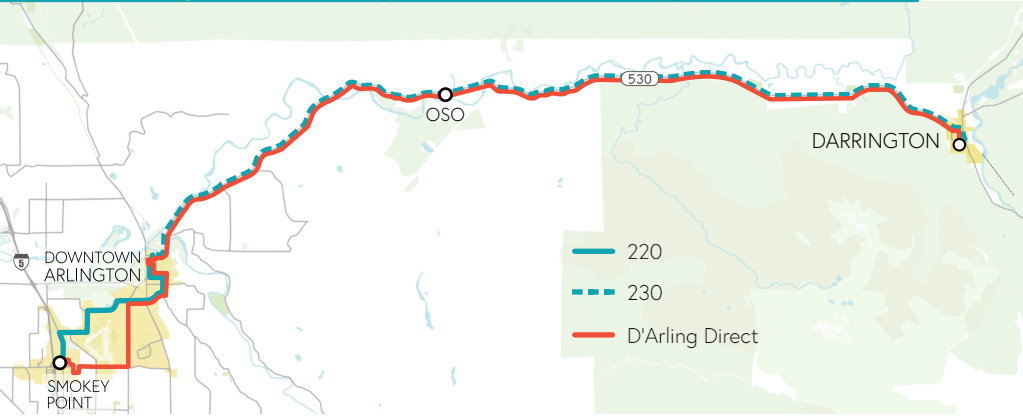 530
OSO
DARRINGTON
DOWNTOWN
ARLINGTON
5
220
230
D'Arling Direct
SMOKEY
POINT